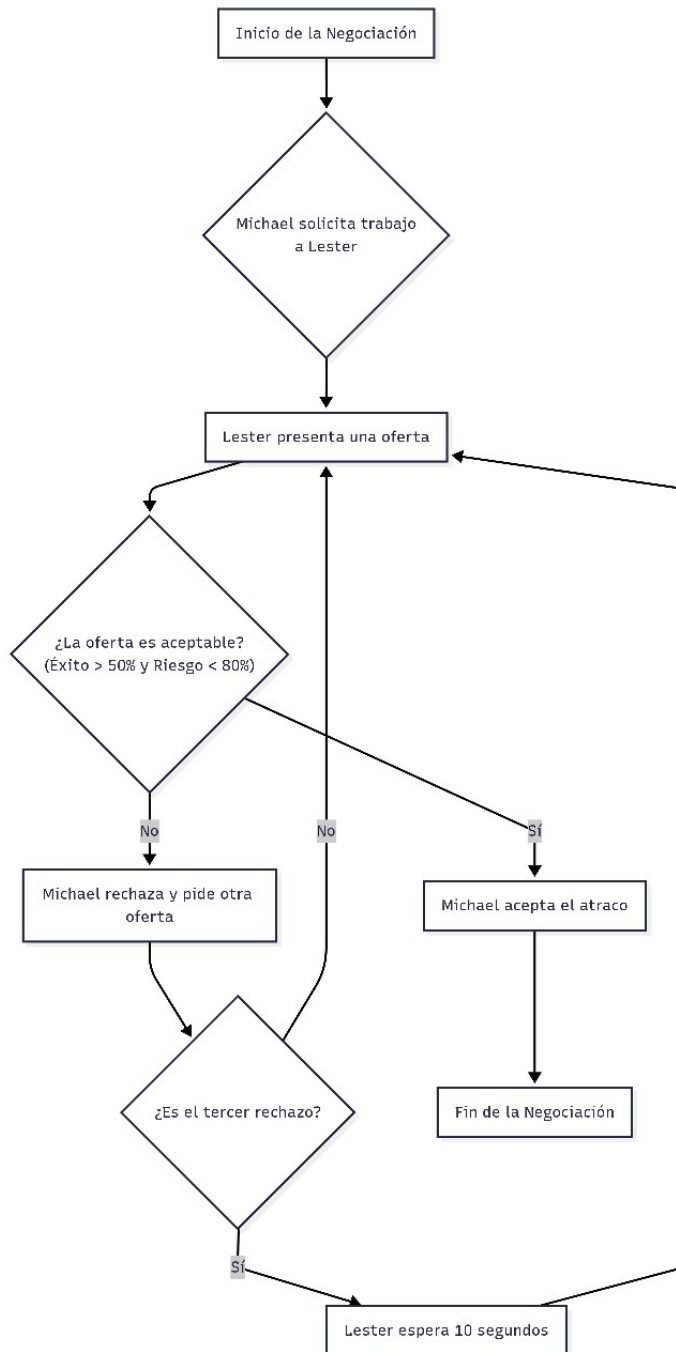 Inicio de la Negociación
Michael solicita trabajo
a Lester
Lester presenta una oferta
¿La oferta es aceptable?
(Éxito > 50% y Riesgo < 80%)
No
No
Sí
Michael rechaza y pide otra
oferta
Michael acepta el atraco
¿Es el tercer rechazo?
Fin de la Negociación
Sí
Lester espera 10 segundos